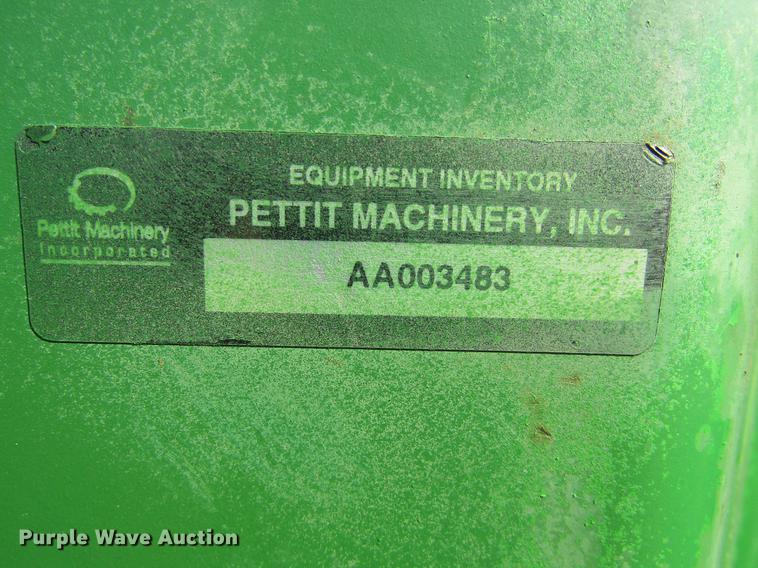 EQUIPMENT INVENTORY
PETTIT MACHINERY, INC.
Pettit Machinery
Incorporated
AA003483
Purple Wave Auction